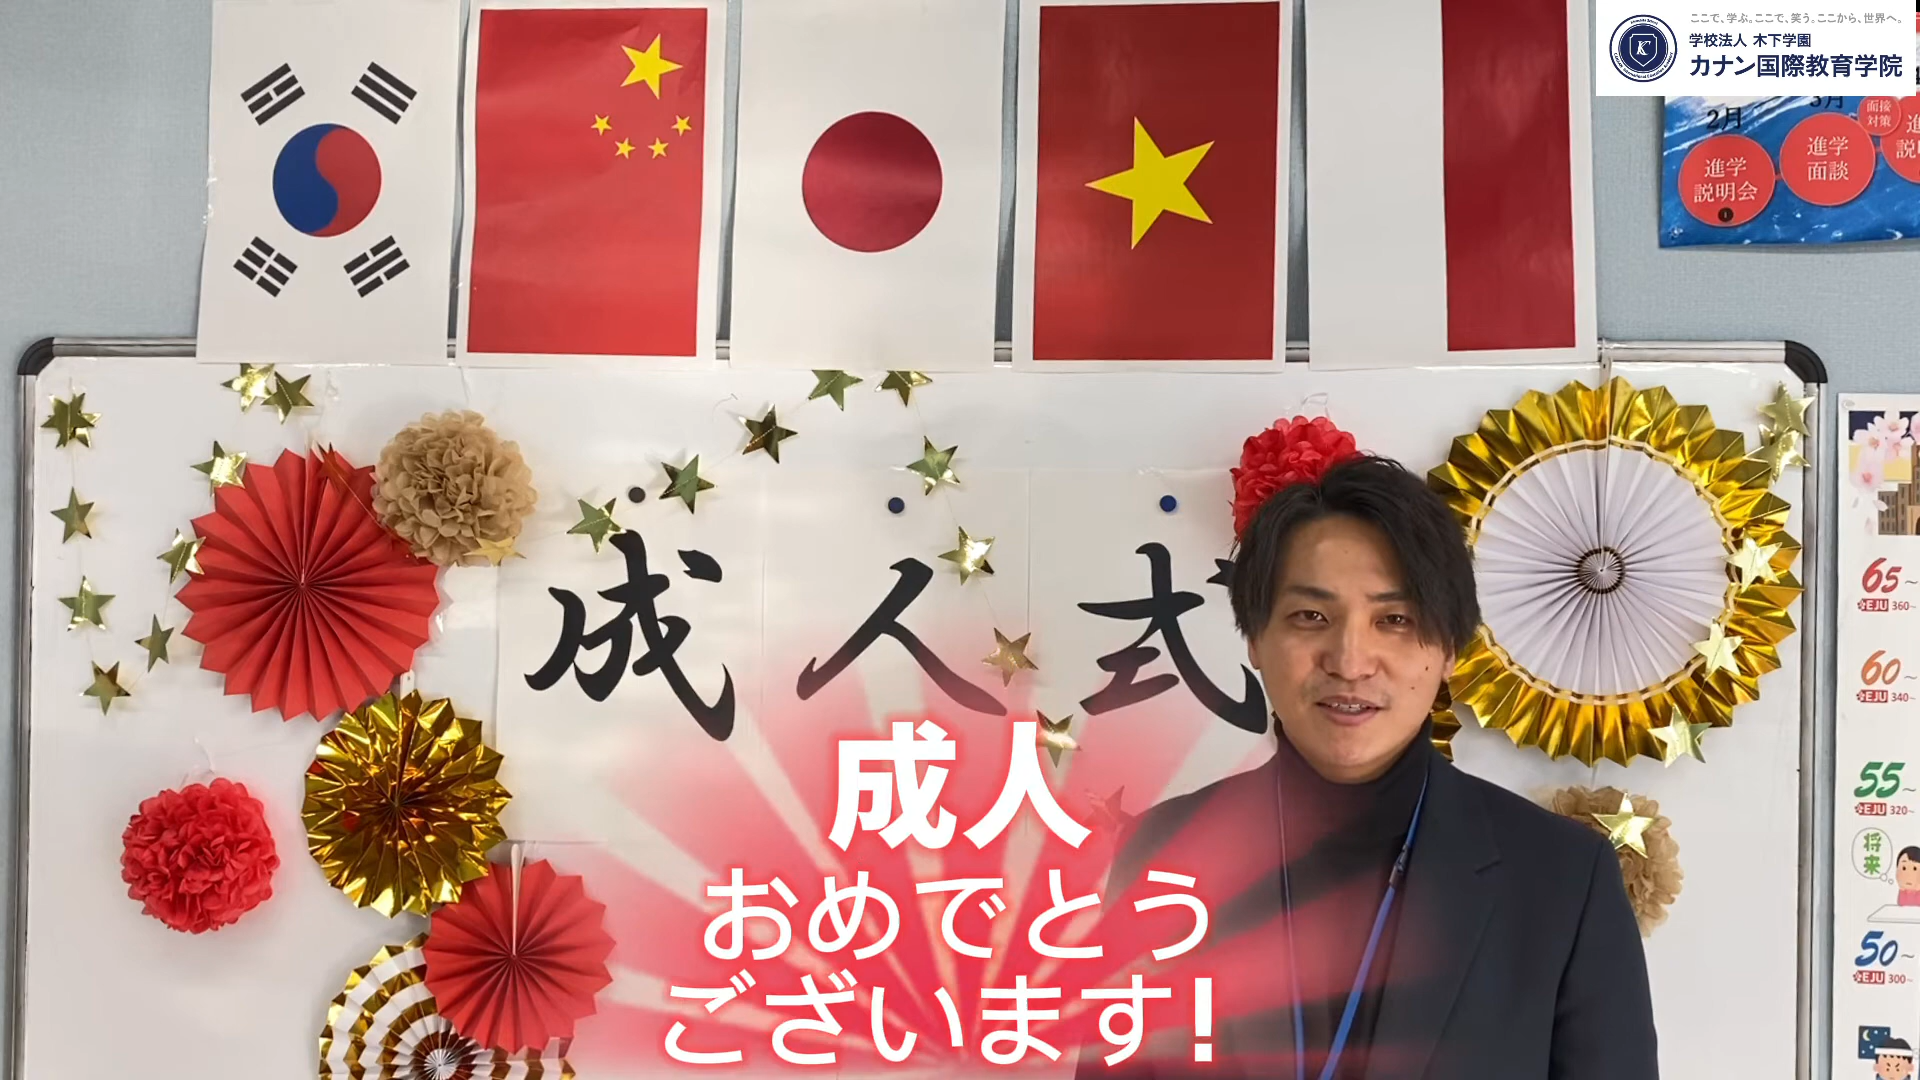 ここで、学ぶ。ここで、笑う。ここから、世界へ。
学校法人 木下学園
カナン国際教育学院
2月
3月
面接
対策
進学
説明会
進学
面談
成人式
成人
おめでとう
ございます!
65~
EJU 360~
60~
EJU 340~
55~
EJU 320~
将来
50~
EJU 300~